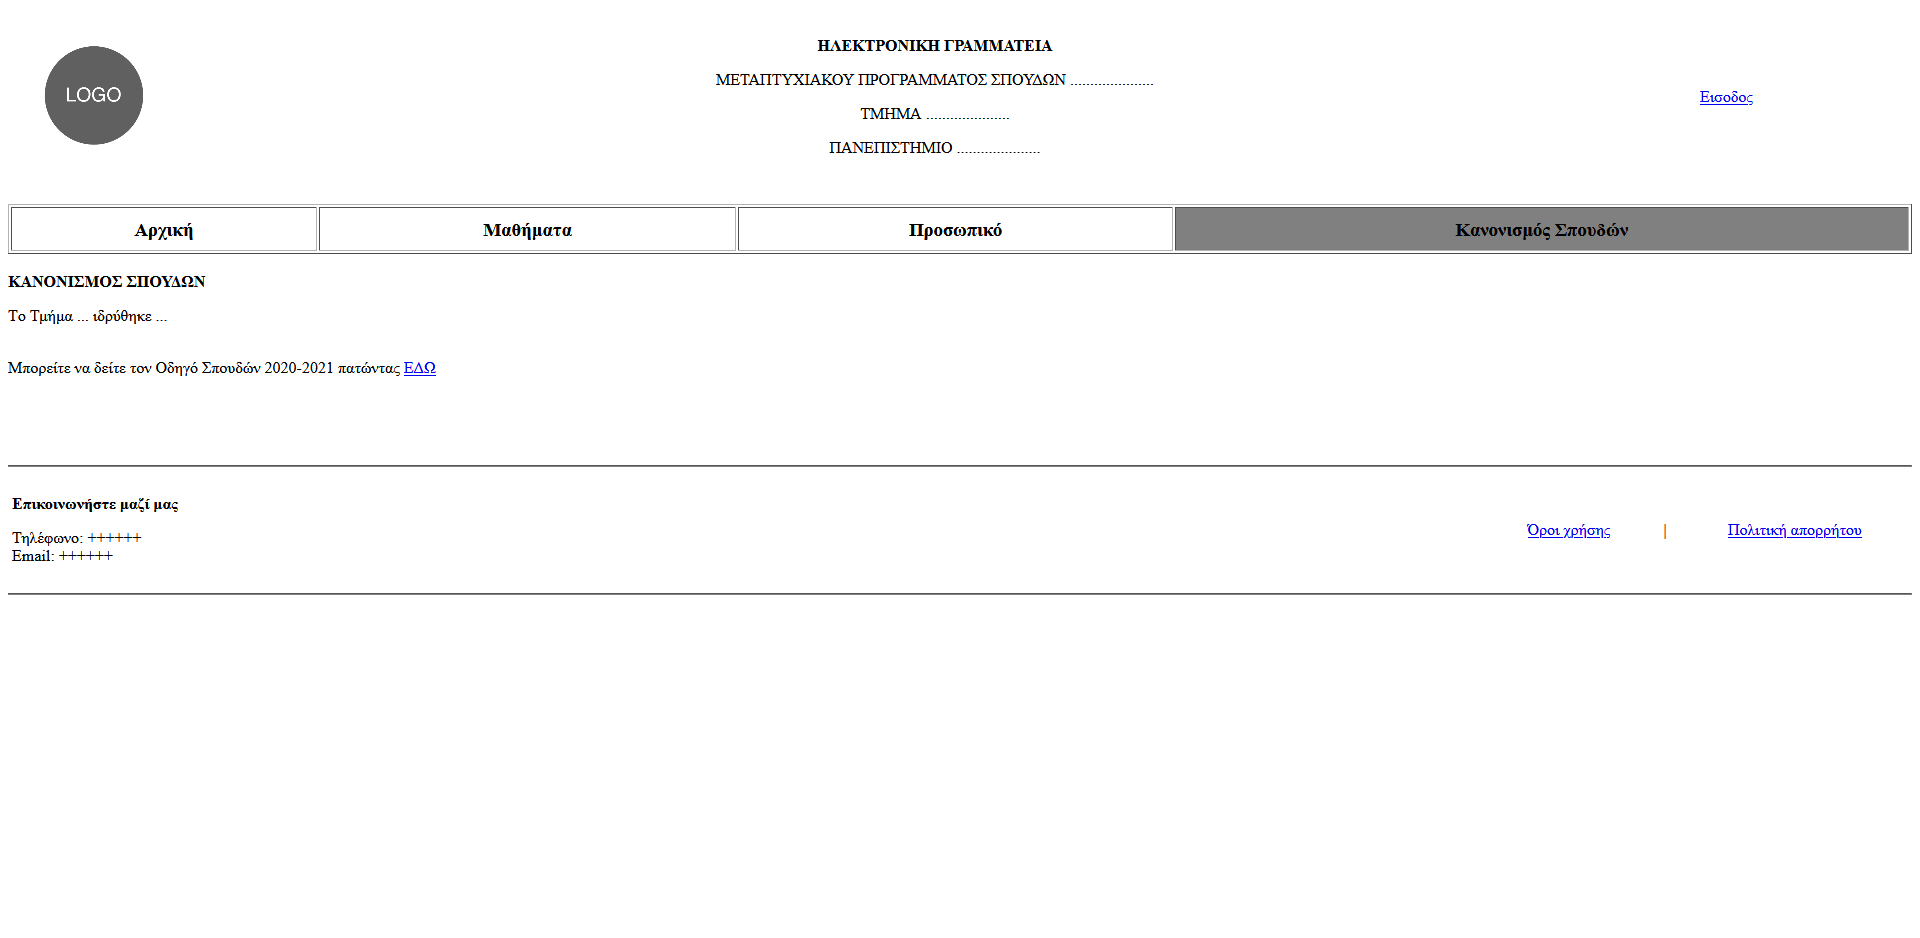 LOGO
ΗΛΕΚΤΡΟΝΙΚΗ ΓΡΑΜΜΑΤΕΙΑ
ΜΕΤΑΠΤΥΧΙΑΚΟΥ ΠΡΟΓΡΑΜΜΑΤΟΣ ΣΠΟΥΔΩΝ .....................
ΤΜΗΜΑ .....................
ΠΑΝΕΠΙΣΤΗΜΙΟ .....................
Εισοδος
Αρχική Μαθήματα Προσωπικό Κανονισμός Σπουδών
ΚΑΝΟΝΙΣΜΟΣ ΣΠΟΥΔΩΝ
Το Τμήμα ... ιδρύθηκε ...
Μπορείτε να δείτε τον Οδηγό Σπουδών 2020-2021 πατώντας ΕΔΩ
Επικοινωνήστε μαζί μας
Τηλέφωνο: ++++++
Email: ++++++
Όροι χρήσης | Πολιτική απορρήτου